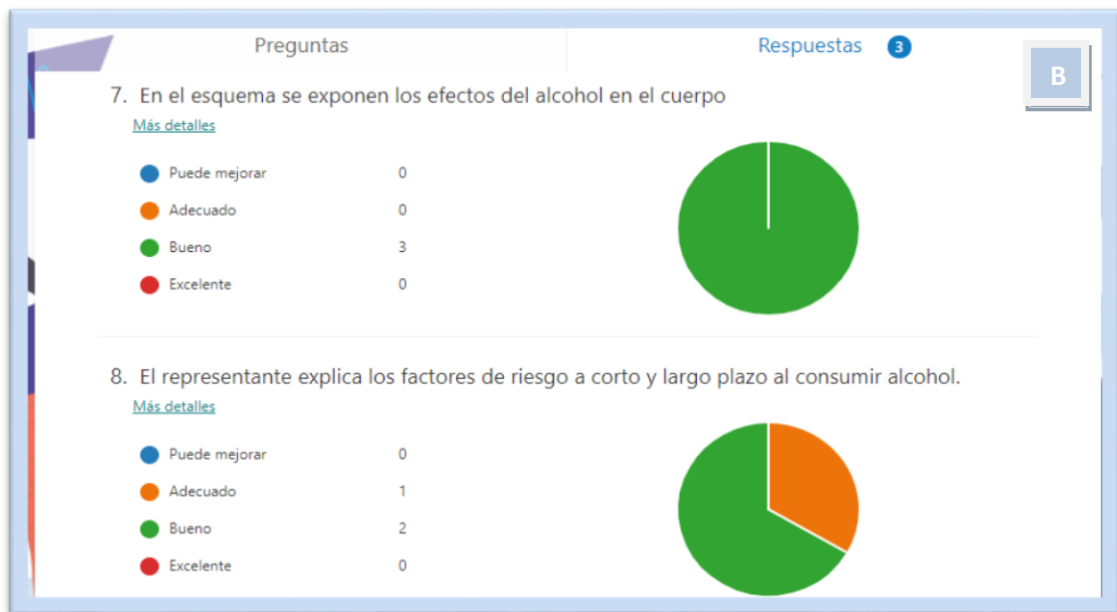 Preguntas
Respuestas 3
B
7. En el esquema se exponen los efectos del alcohol en el cuerpo
Más detalles
Puede mejorar 0
Adecuado 0
Bueno 3
Excelente 0
8. El representante explica los factores de riesgo a corto y largo plazo al consumir alcohol.
Más detalles
Puede mejorar 0
Adecuado 1
Bueno 2
Excelente 0